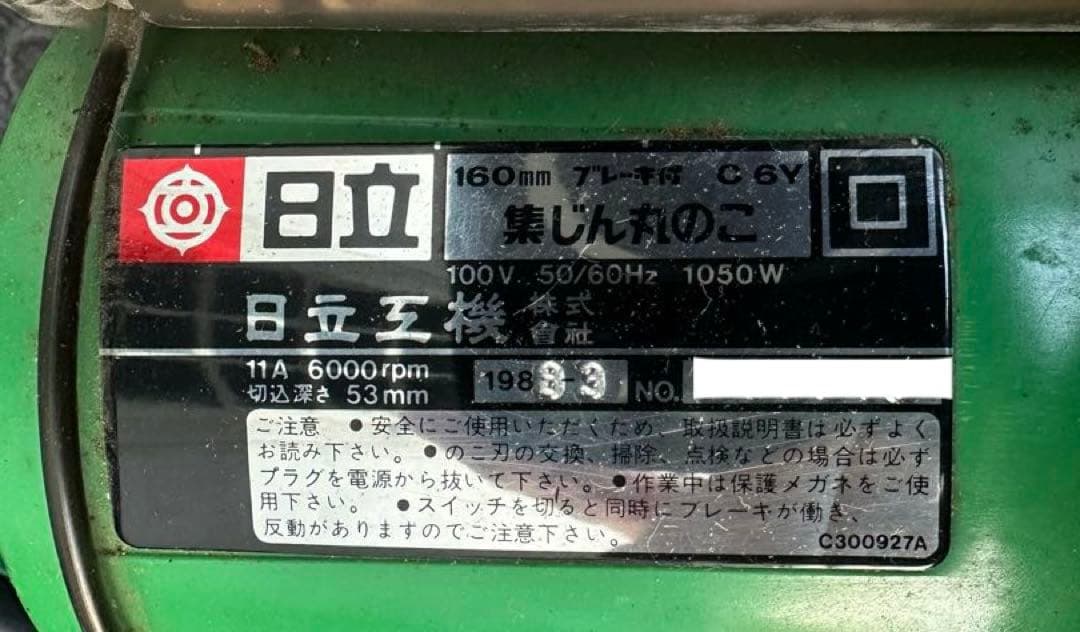 日立
160mm ブレーキ付 C 6Y
集じん丸のこ
100V 50/60Hz 1050W
日立工機 株式會社
11A 6000rpm
切込深さ 53mm
1988-3 NO.
ご注意 ●安全にご使用いただくため、取扱説明書は必ずよく
お読み下さい。●のこ刃の交換、掃除、点検などの場合は必ず
プラグを電源から抜いて下さい。●作業中は保護メガネをご使
用下さい。 ●スイッチを切ると同時にブレーキが働き、
反動がありますのでご注意下さい。
C300927A